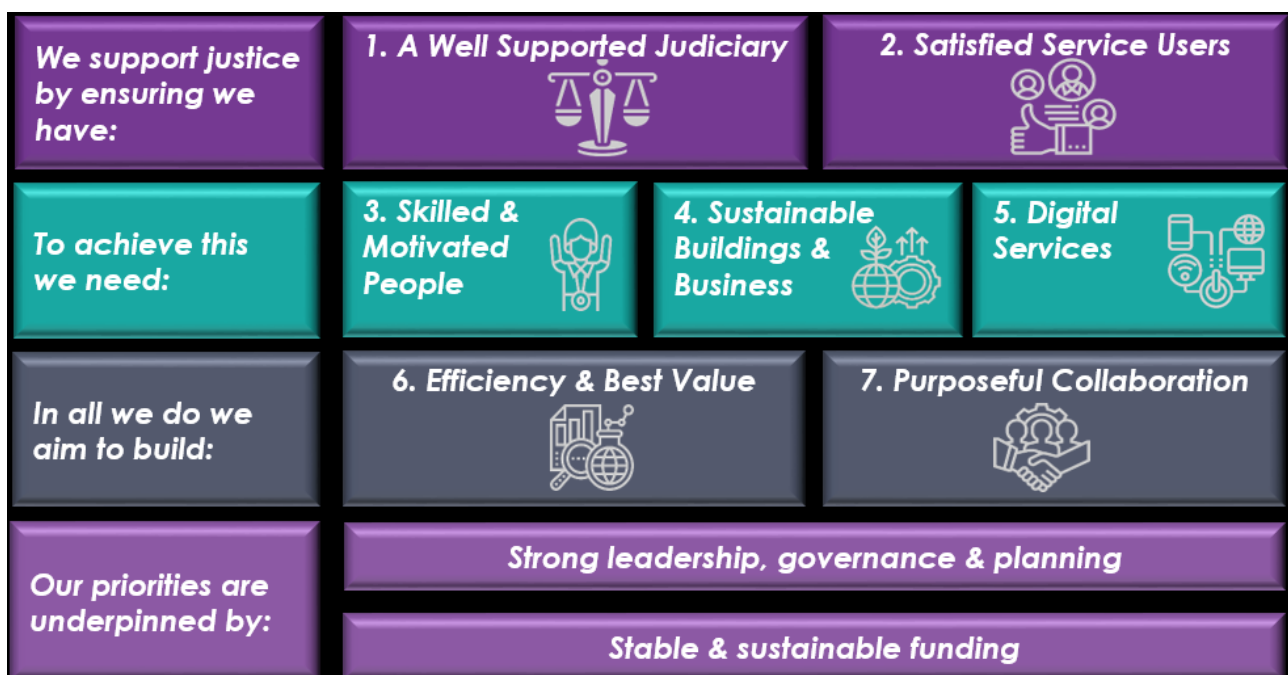 We support justice
by ensuring we
have:
1. A Well Supported Judiciary
2. Satisfied Service Users
To achieve this
we need:
3. Skilled &
Motivated
People
4. Sustainable
Buildings &
Business
5. Digital
Services
In all we do we
aim to build:
6. Efficiency & Best Value
7. Purposeful Collaboration
Our priorities are
underpinned by:
Strong leadership, governance & planning
Stable & sustainable funding